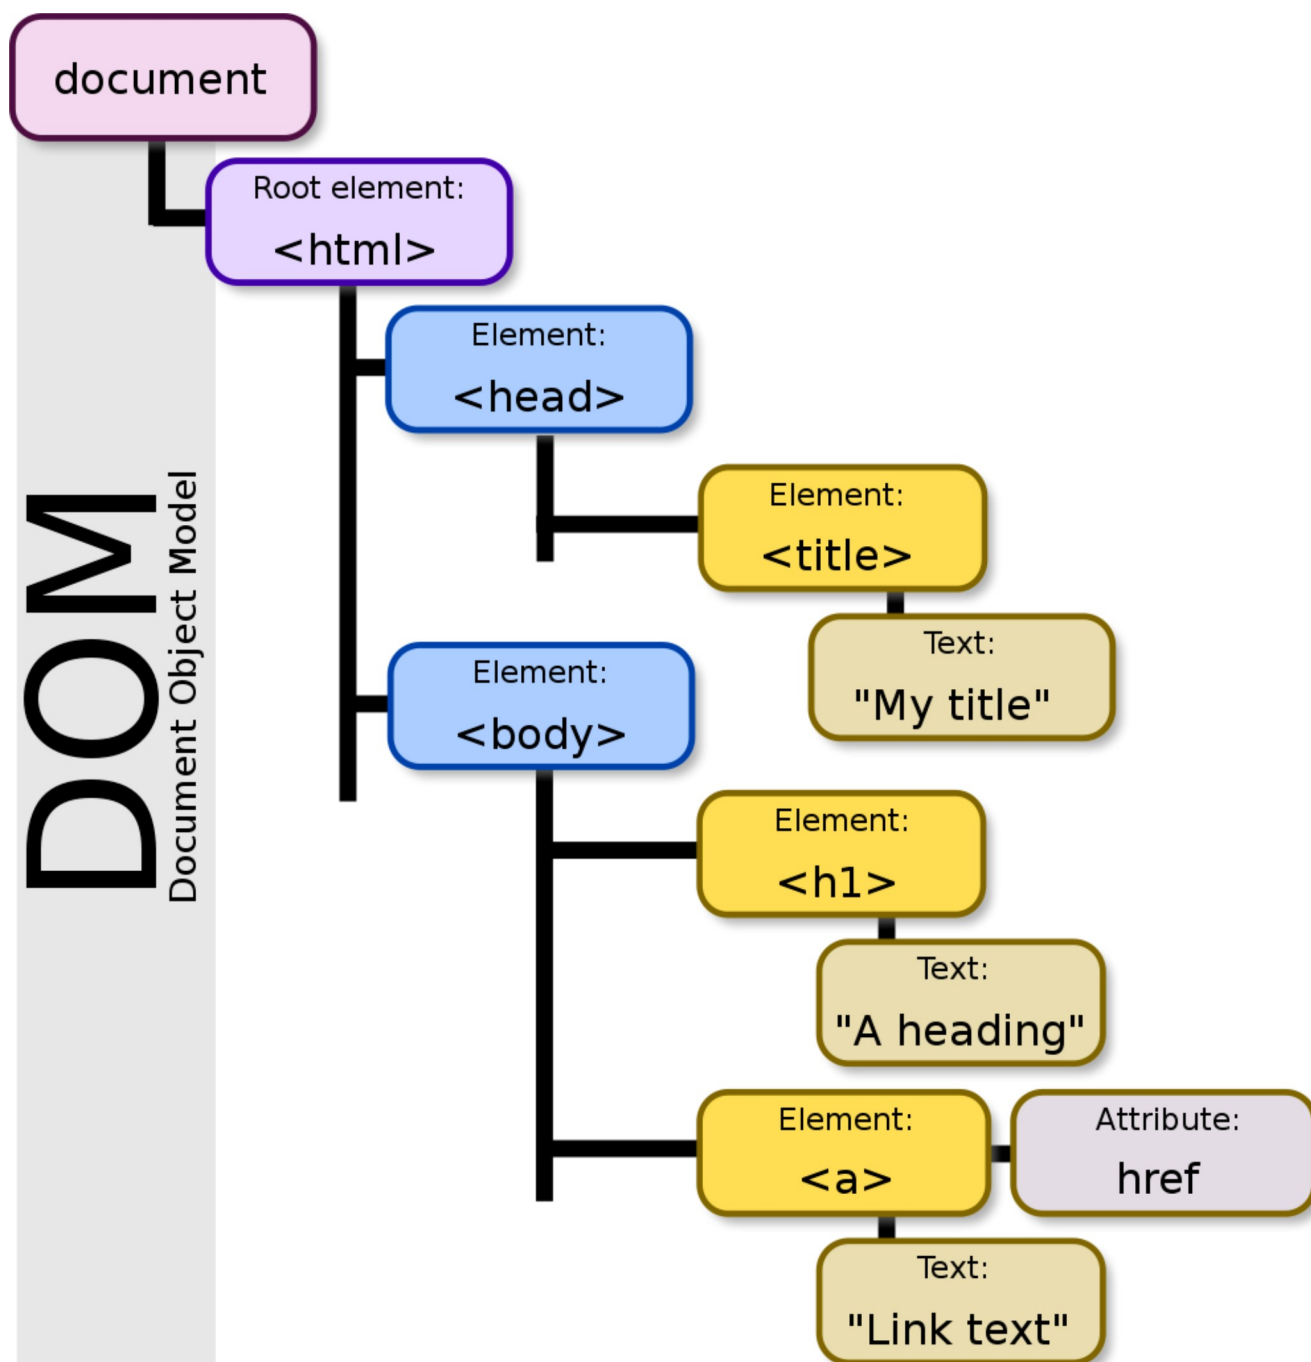 document
Root element:
<html>
Element:
<head>
Element:
<title>
Text:
"My title"
Element:
<body>
Element:
<h1>
Text:
"A heading"
Element:
<a>
Attribute:
href
Text:
"Link text"
DOM
Document Object Model